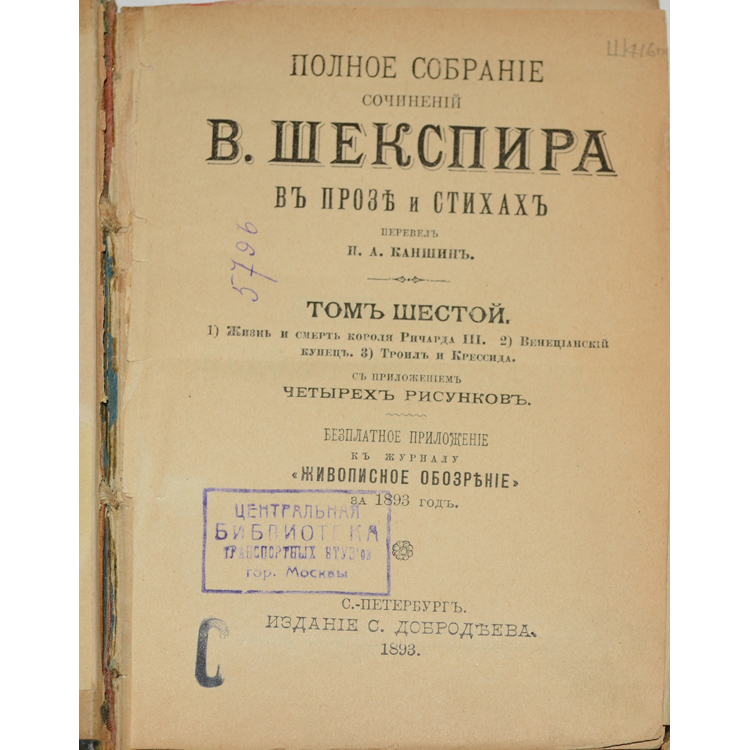 ПОЛНОЕ СОБРАНІЕ
СОЧИНЕНІЙ
В. ШЕКСПИРА
ВЪ ПРОЗѢ и СТИХАХЪ
ПЕРЕВЕЛЪ
П. А. КАНШИНЪ.
5796
ТОМЪ ШЕСТОЙ.
1) Жизнь и смерть короля Ричарда III. 2) Венеціанскій
купецъ. 3) Троилъ и Крессида.
СЪ ПРИЛОЖЕНІЕМЪ
ЧЕТЫРЕХЪ РИСУНКОВЪ.
БЕЗПЛАТНОЕ ПРИЛОЖЕНІЕ
КЪ ЖУРНАЛУ
«ЖИВОПИСНОЕ ОБОЗРѢНІЕ»
ЗА 1893 ГОДЪ.
ЦЕНТРАЛЬНАЯ
БИБЛИОТЕКА
ТРАНСПОРТНЫХ ВТУЗ'ов
гор. Москвы
С.-ПЕТЕРБУРГЪ.
ИЗДАНІЕ С. ДОБРОДѢЕВА.
1893.
С